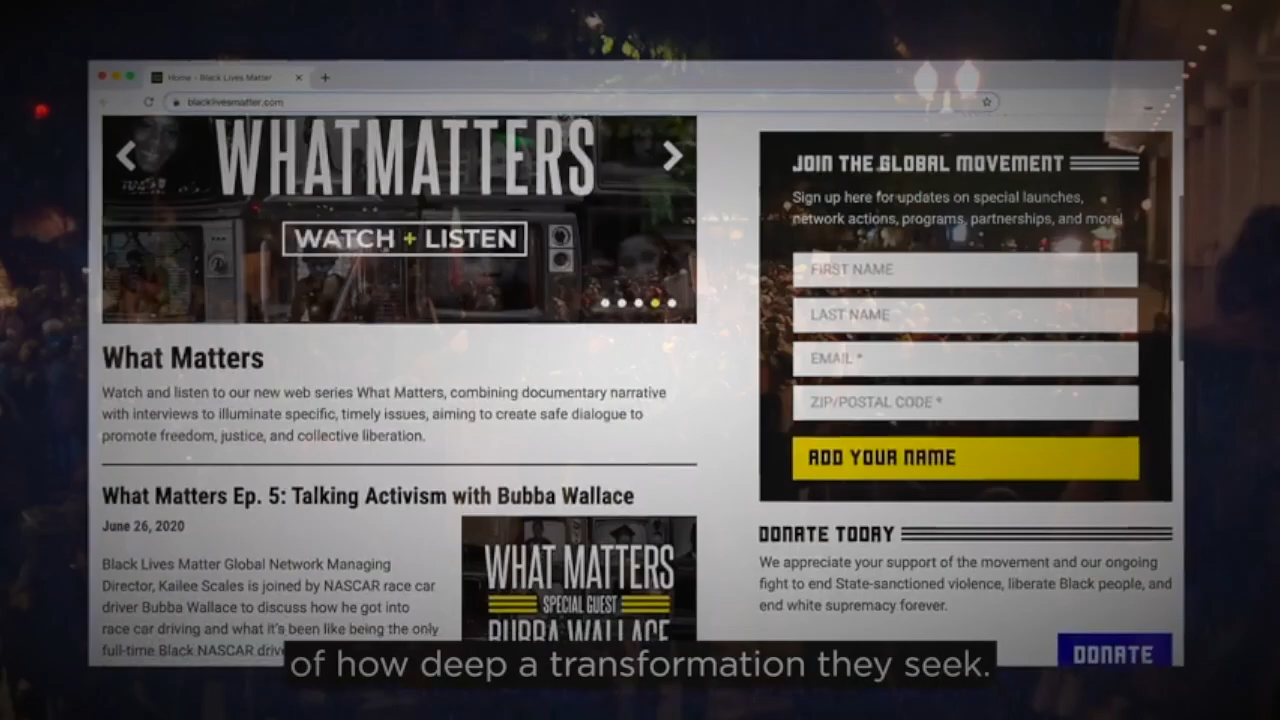 Home - Black Lives Matter
blacklivesmatter.com
WHATMATTERS
WATCH + LISTEN
What Matters
Watch and listen to our new web series What Matters, combining documentary narrative
with interviews to illuminate specific, timely issues, aiming to create safe dialogue to
promote freedom, justice, and collective liberation.
What Matters Ep. 5: Talking Activism with Bubba Wallace
June 26, 2020
Black Lives Matter Global Network Managing
Director, Kailee Scales is joined by NASCAR race car
driver Bubba Wallace to discuss how he got into
race car driving and what it's been like being the only
full-time Black NASCAR
WHAT MATTERS
SPECIAL GUEST
BUBBA WALLACE
JOIN THE GLOBAL MOVEMENT
Sign up here for updates on special launches,
network actions, programs, partnerships, and more!
FIRST NAME
LAST NAME
EMAIL *
ZIP/POSTAL CODE *
ADD YOUR NAME
DONATE TODAY
We appreciate your support of the movement and our ongoing
fight to end State-sanctioned violence, liberate Black people, and
end white supremacy forever.
DONATE
of how deep a transformation they seek.